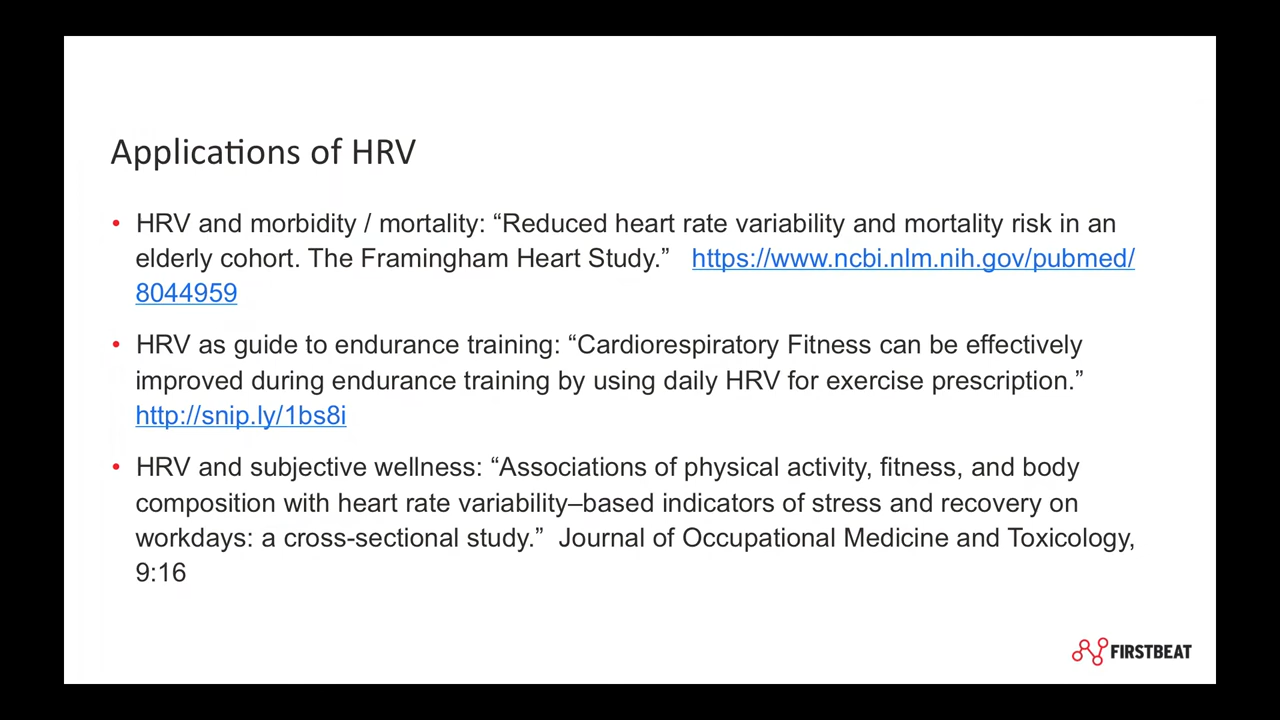 Applications of HRV
• HRV and morbidity / mortality: “Reduced heart rate variability and mortality risk in an
elderly cohort. The Framingham Heart Study.” https://www.ncbi.nlm.nih.gov/pubmed/
8044959
• HRV as guide to endurance training: “Cardiorespiratory Fitness can be effectively
improved during endurance training by using daily HRV for exercise prescription.”
http://snip.ly/1bs8i
• HRV and subjective wellness: “Associations of physical activity, fitness, and body
composition with heart rate variability–based indicators of stress and recovery on
workdays: a cross-sectional study.” Journal of Occupational Medicine and Toxicology,
9:16
FIRSTBEAT